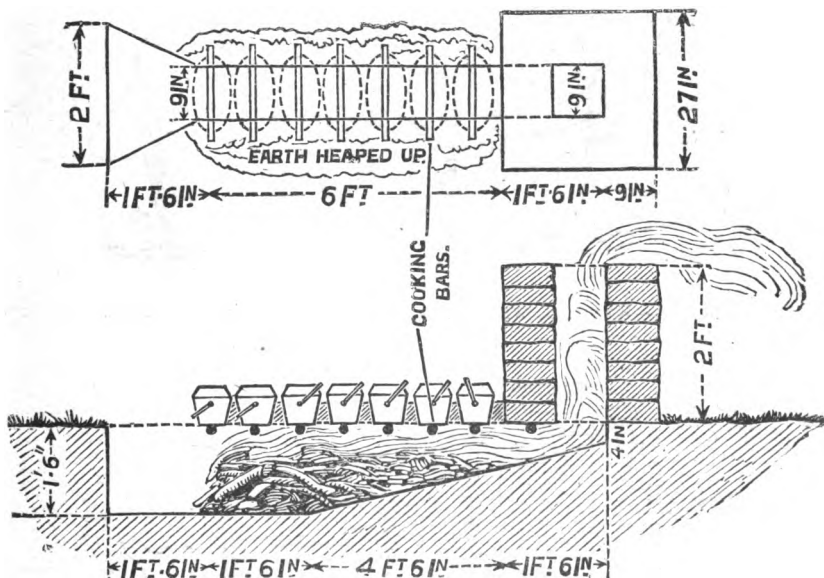 2 FT
9 IN
9 IN
27 IN
EARTH HEAPED UP.
1 FT·6 IN
6 FT
1 FT·6 IN
9 IN
COOKING
BARS.
2 FT
1·6"
4 IN
1 FT·6 IN
1 FT 6 IN
4 FT 6 IN
1 FT 6 IN